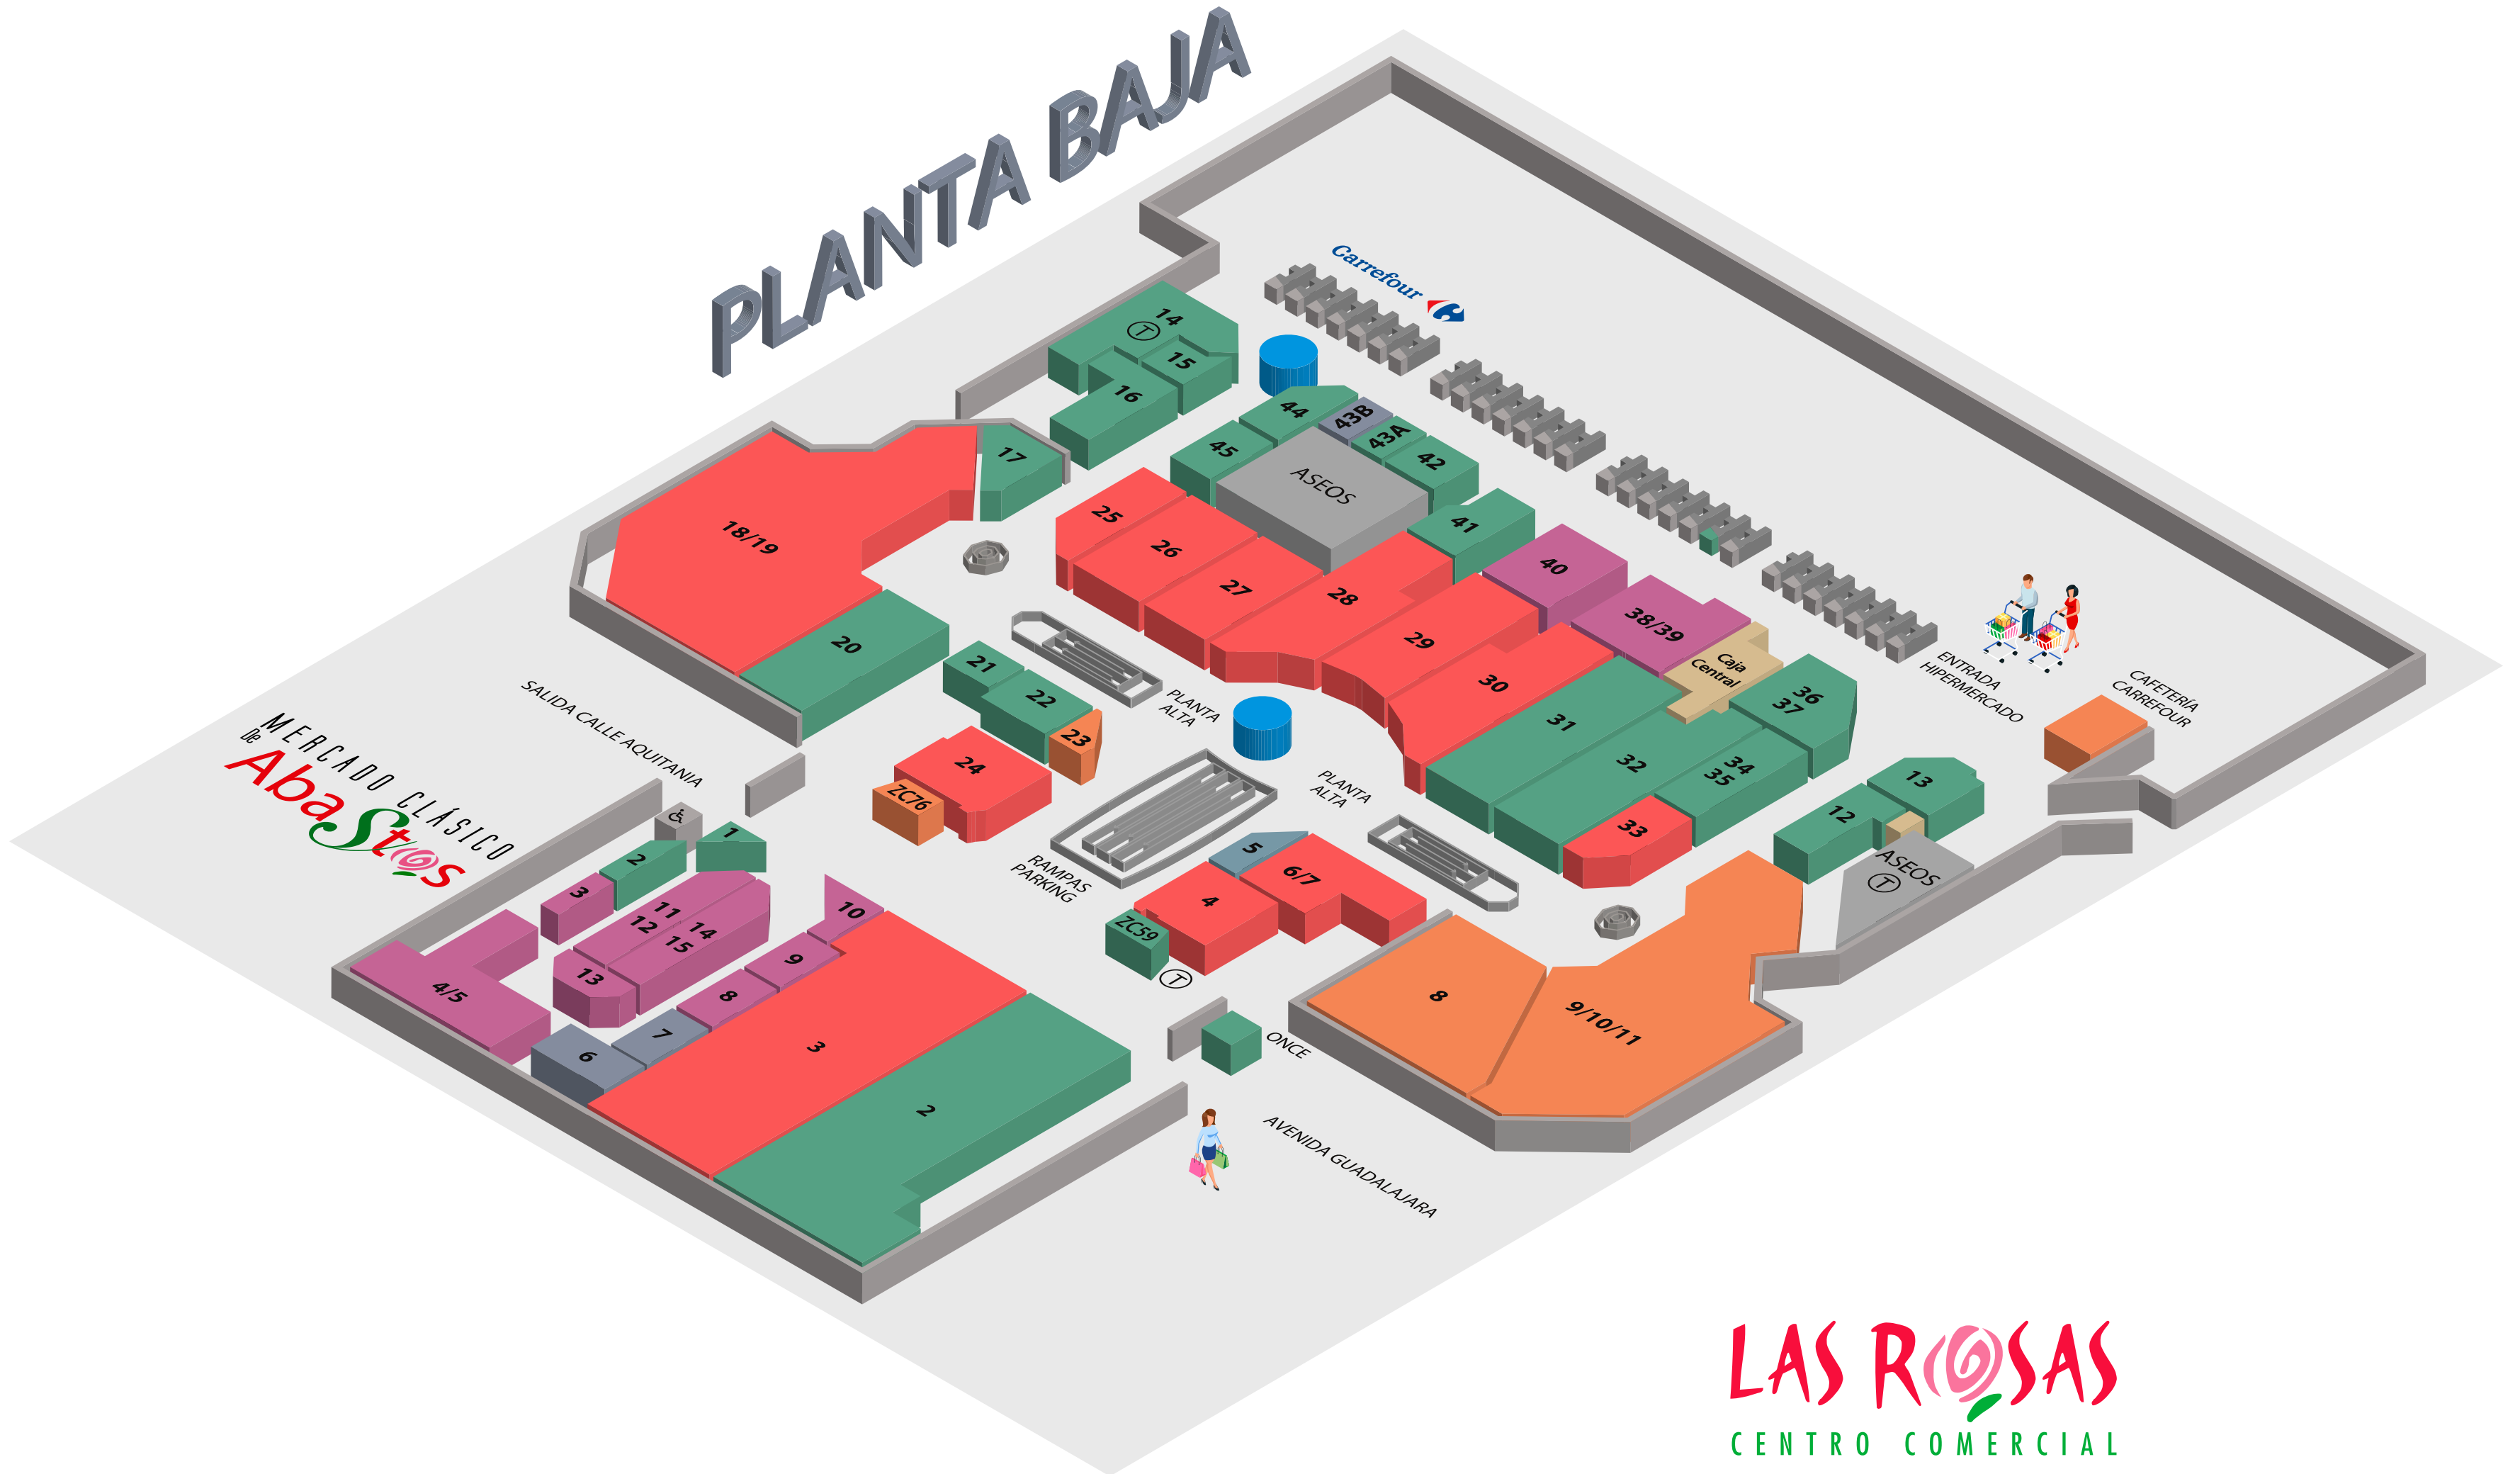 PLANTA BAJA
Carrefour
14
T
15
16
44
43B
43A
42
45
ASEOS
17
18/19
25
26
27
28
41
40
38/39
Caja
Central
29
30
31
32
33
34
35
36
37
20
21
22
23
24
ZC76
PLANTA
ALTA
PLANTA
ALTA
RAMPAS
PARKING
ENTRADA
HIPERMERCADO
CAFETERÍA
CARREFOUR
13
12
ASEOS
T
5
6/7
4
ZC59
T
8
9/10/11
ONCE
AVENIDA GUADALAJARA
SALIDA CALLE AQUITANIA
MERCADO CLÁSICO
De
Abastos
1
2
3
4/5
11
12
14
15
13
10
9
8
7
6
3
2
LAS ROSAS
CENTRO COMERCIAL